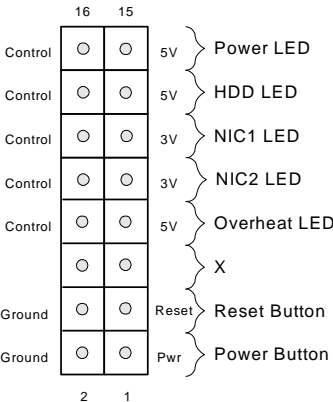 16 15
Control 5V Power LED
Control 5V HDD LED
Control 3V NIC1 LED
Control 3V NIC2 LED
Control 5V Overheat LED
X
Ground Reset Reset Button
Ground Pwr Power Button
2 1